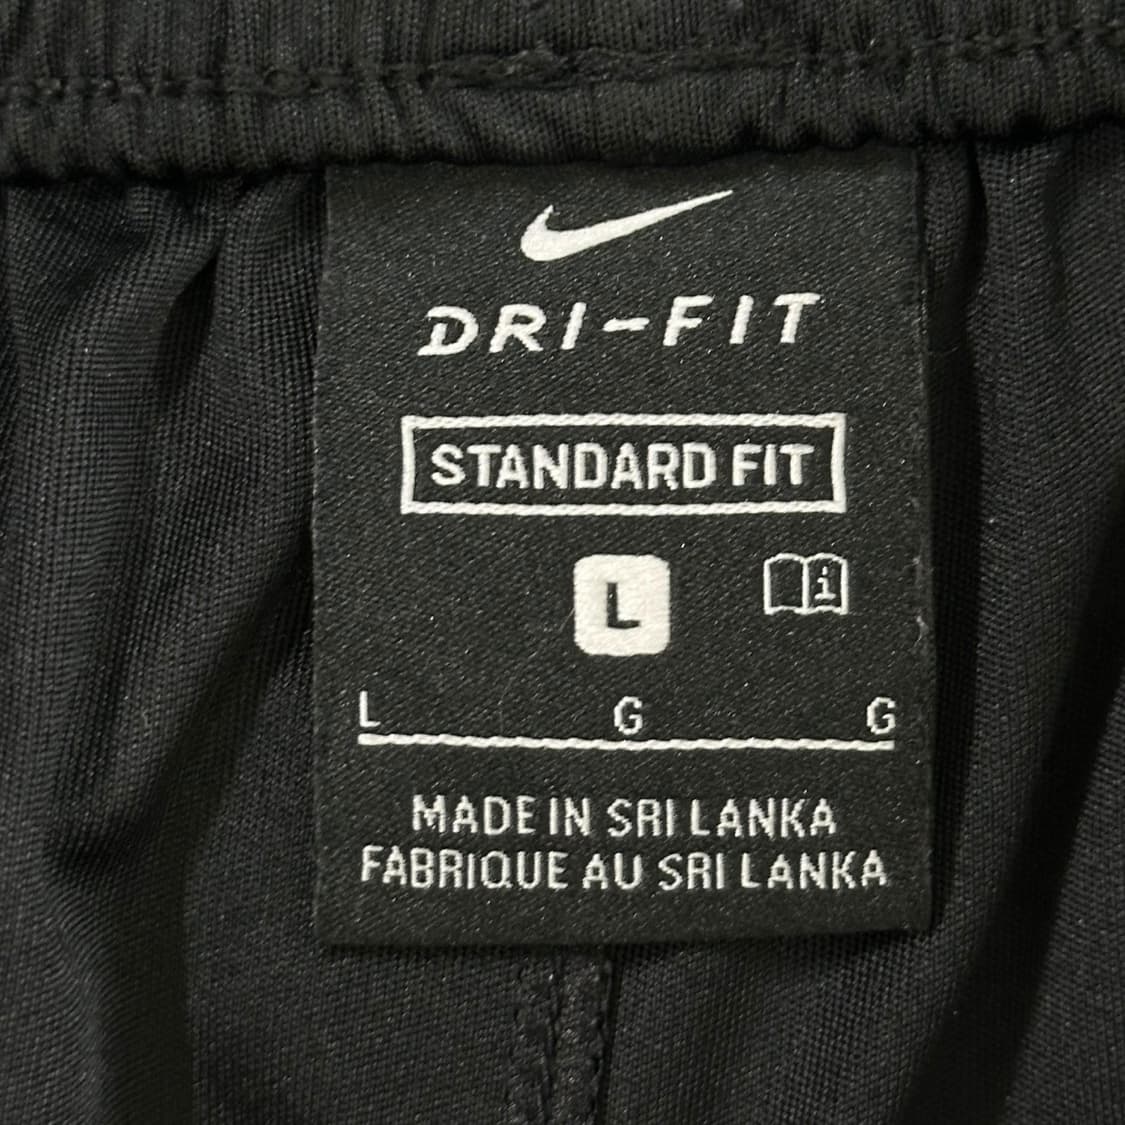 DRI-FIT
STANDARD FIT
L i
L G G
MADE IN SRI LANKA
FABRIQUE AU SRI LANKA